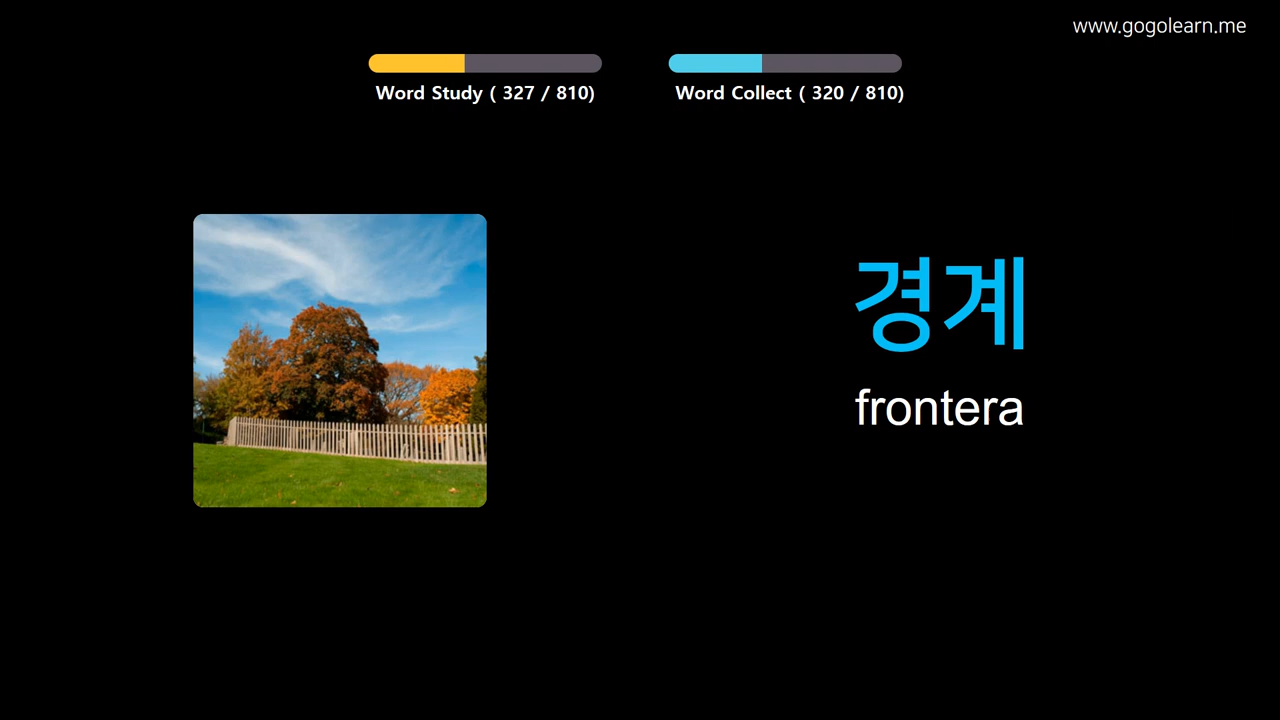 www.gogolearn.me
Word Study ( 327 / 810)
Word Collect ( 320 / 810)
경계
frontera